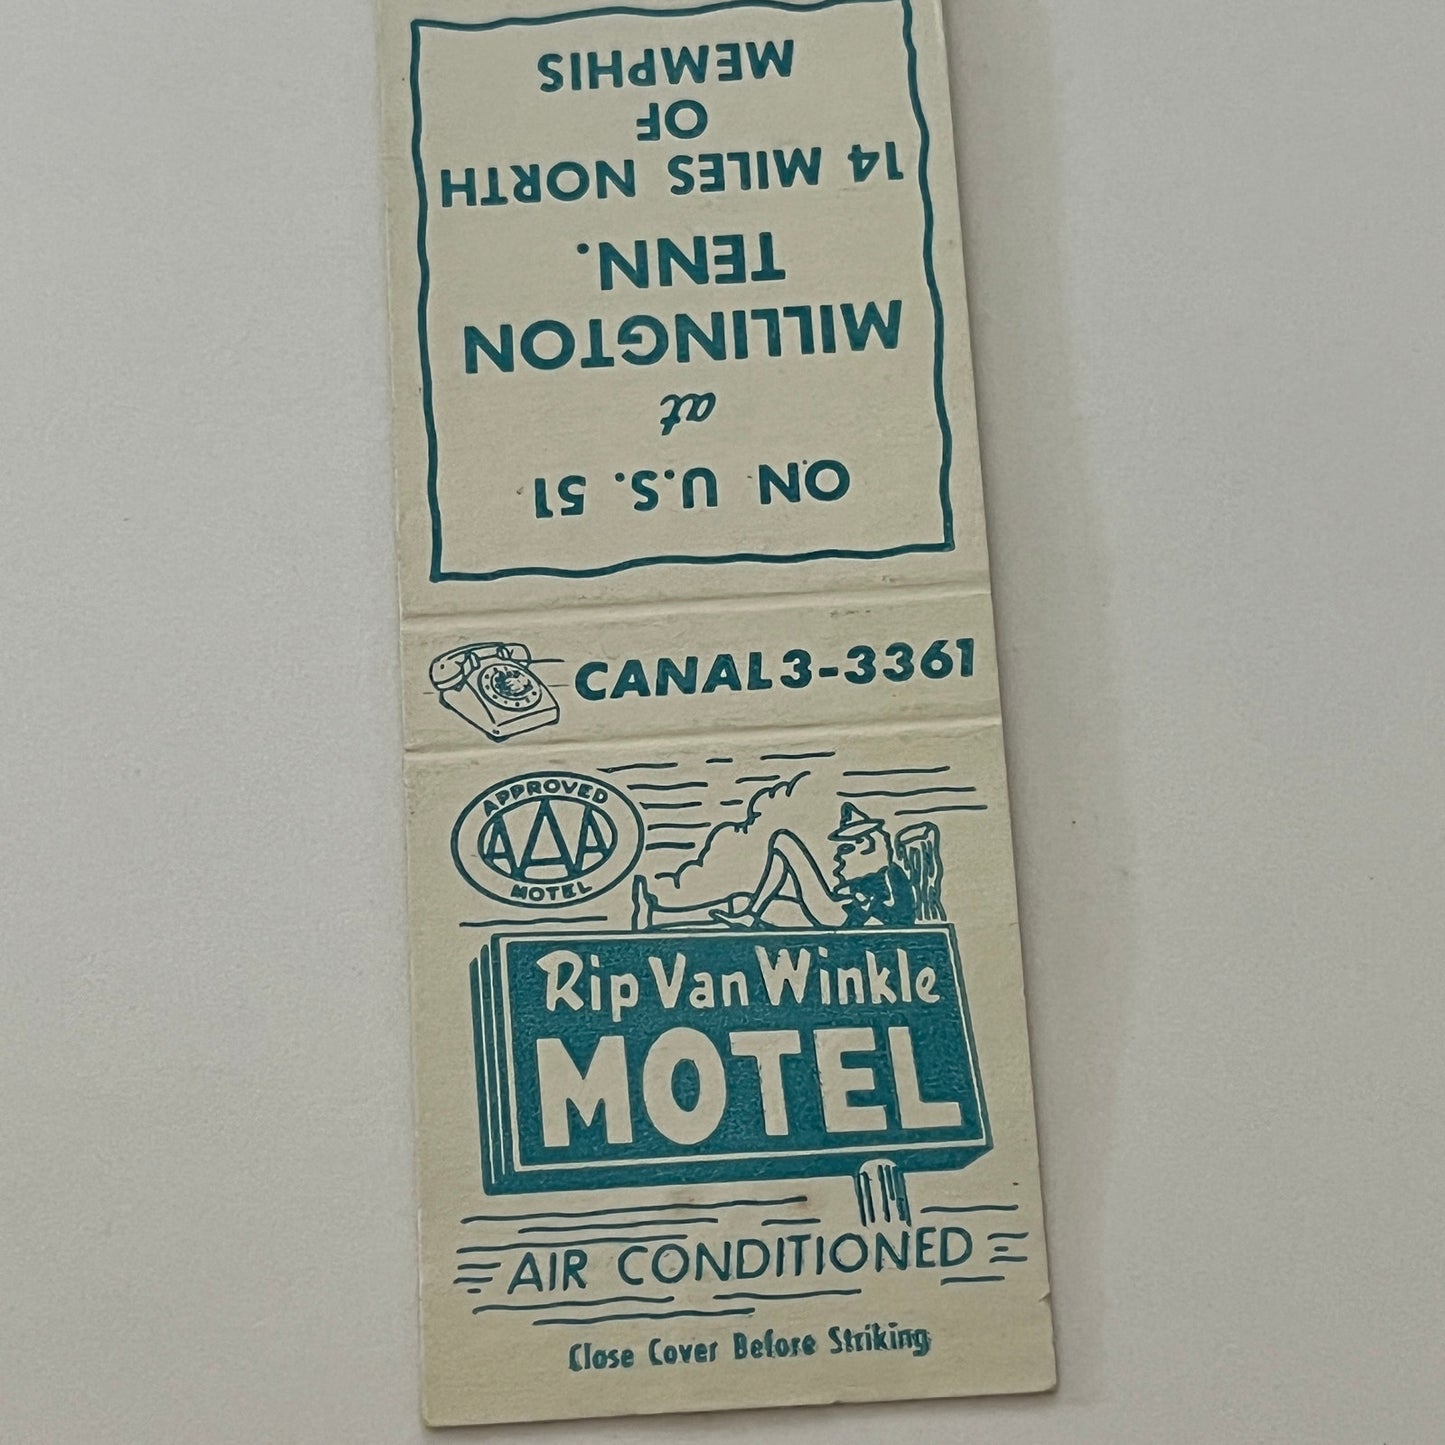 ON U.S. 51
at
MILLINGTON
TENN.
14 MILES NORTH
OF
MEMPHIS
CANAL 3-3361
APPROVED
AAA
MOTEL
Rip Van Winkle
MOTEL
AIR CONDITIONED
Close Cover Before Striking